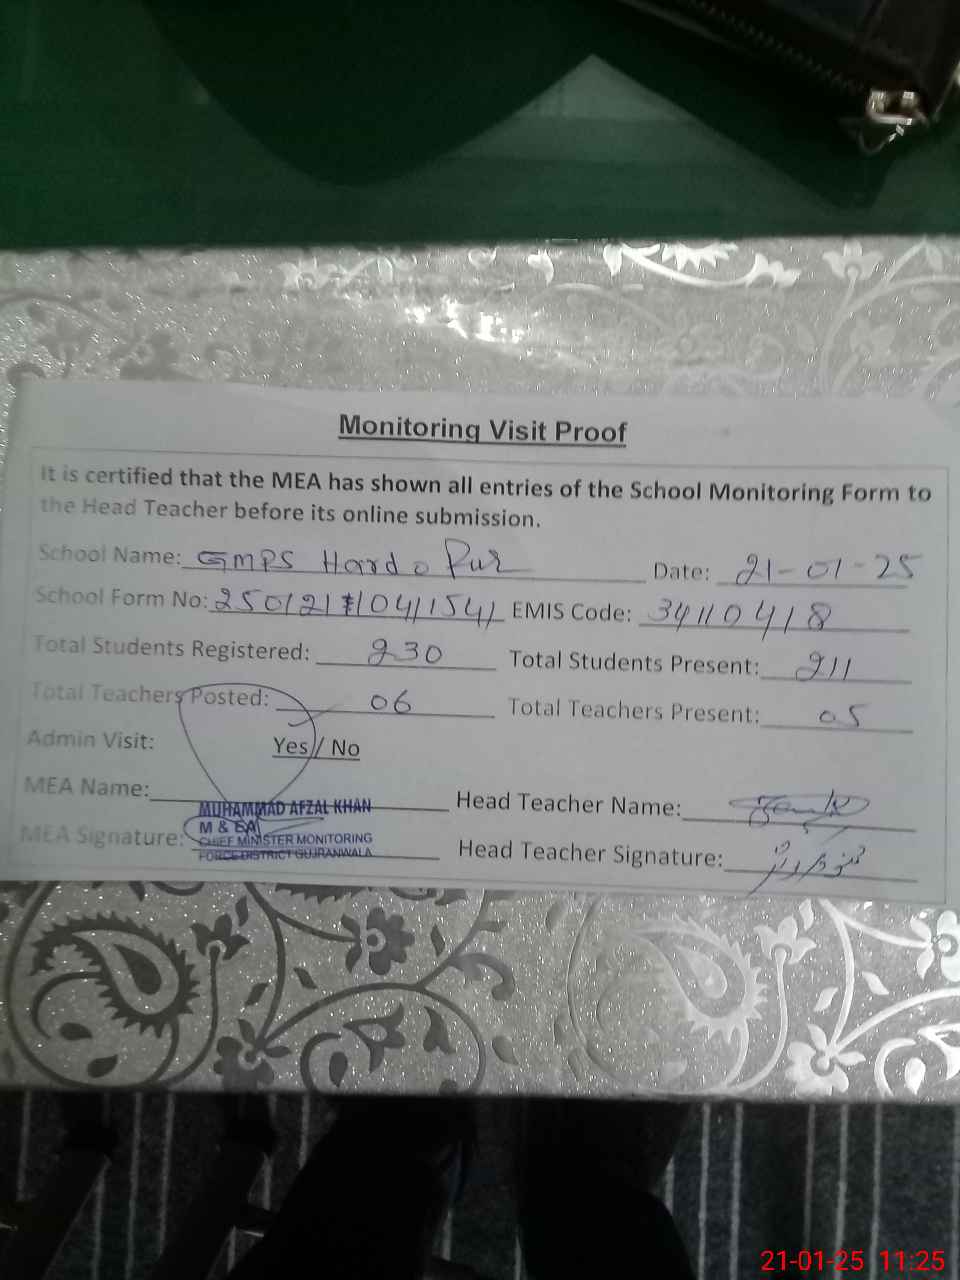 Monitoring Visit Proof
It is certified that the MEA has shown all entries of the School Monitoring Form to
the Head Teacher before its online submission.
School Name: GMPS Hardo Pur Date: 21-01-25
School Form No: 250121 1041154 EMIS Code: 34110418
Total Students Registered: 230 Total Students Present: 211
Total Teachers Posted: 06 Total Teachers Present: 05
Admin Visit: Yes / No
MEA Name: Head Teacher Name:
MUHAMMAD AFZAL KHAN
M & EA
MEA Signature: Head Teacher Signature:
CHIEF MINISTER MONITORING
FORCE DISTRICT GUJRANWALA
21-01-25 11:25